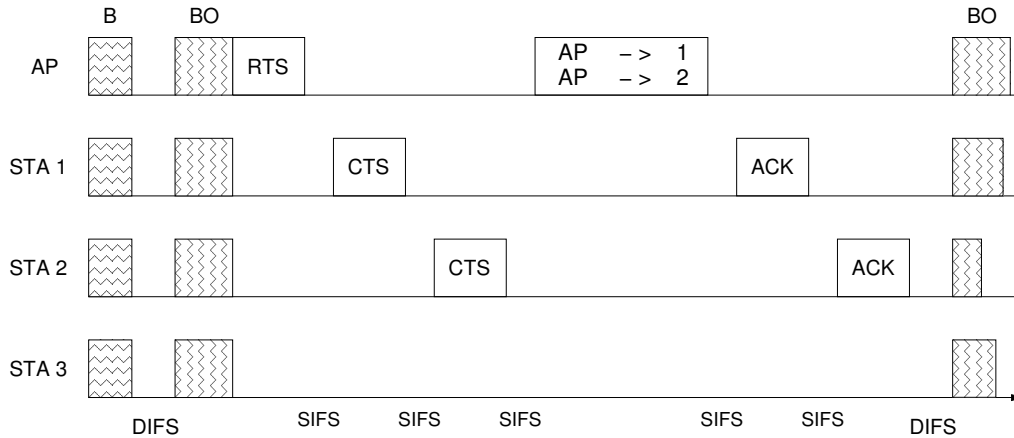 B BO BO
AP RTS AP – > 1
AP – > 2
STA 1 CTS ACK
STA 2 CTS ACK
STA 3
DIFS SIFS SIFS SIFS SIFS SIFS DIFS